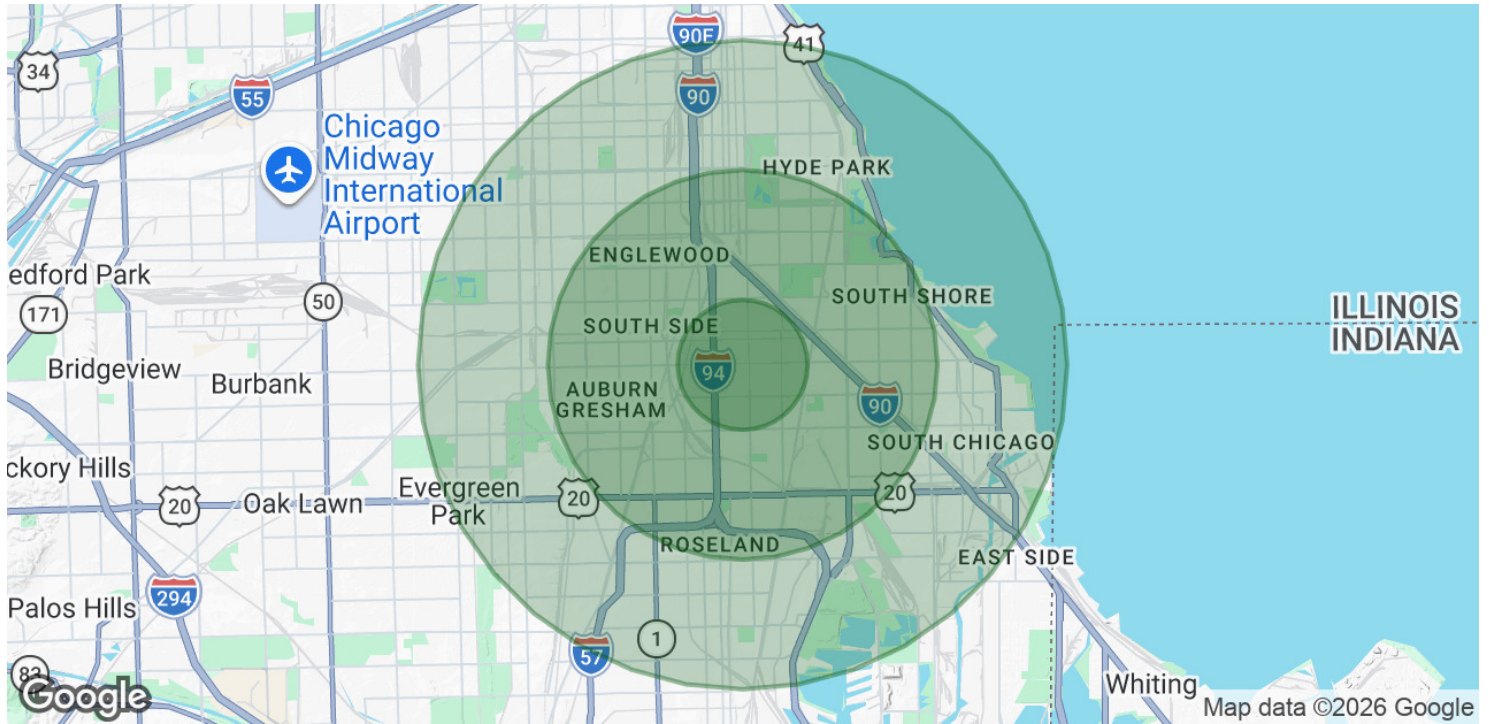 90E
41
34
55
90
Chicago
Midway
International
Airport
HYDE PARK
ENGLEWOOD
edford Park
SOUTH SHORE
50
171
ILLINOIS
INDIANA
SOUTH SIDE
Bridgeview
94
Burbank
AUBURN
GRESHAM
90
SOUTH CHICAGO
ckory Hills
Evergreen
Park
20
Oak Lawn
20
20
ROSELAND
EAST SIDE
294
Palos Hills
1
57
83
Google
Whiting
Map data ©2026 Google